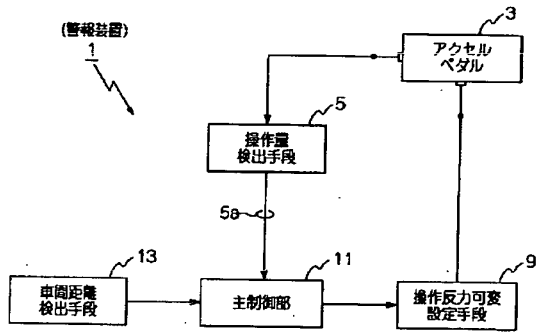 (警報装置)
1
3
アクセル
ペダル
5
操作量
検出手段
5a
13
車間距離
検出手段
11
主制御部
9
操作反力可変
設定手段